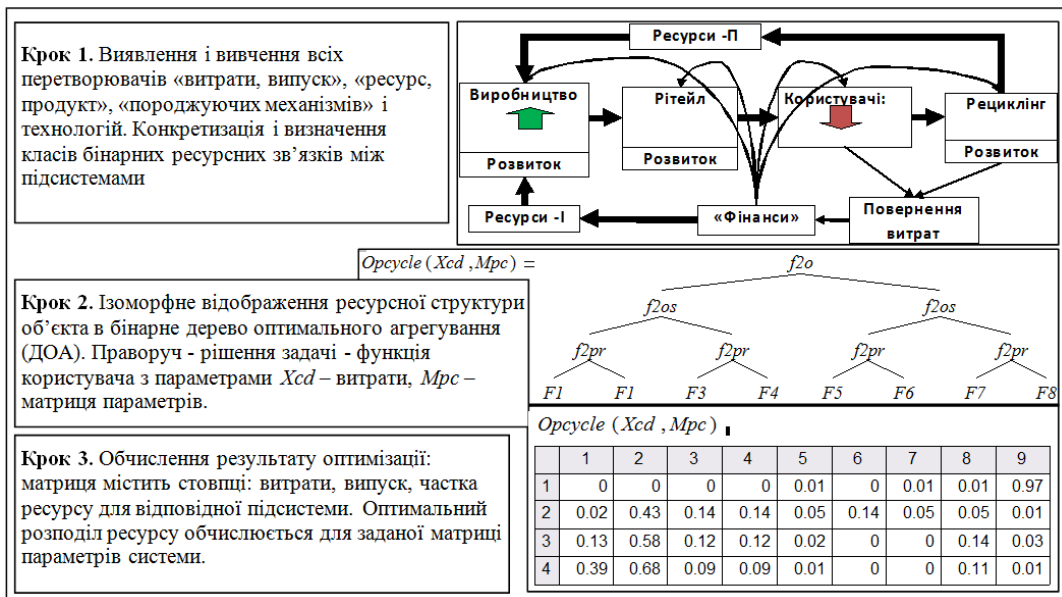 Крок 1. Виявлення і вивчення всіх
перетворювачів «витрати, випуск», «ресурс,
продукт», «породжуючих механізмів» і
технологій. Конкретизація і визначення
класів бінарних ресурсних зв’язків між
підсистемами
Ресурси -П
Виробництво
Рітейл
Користувачі:
Рециклінг
Розвиток
Розвиток
Розвиток
Ресурси -І
«Фінанси»
Повернення
витрат
Крок 2. Ізоморфне відображення ресурсної структури
об’єкта в бінарне дерево оптимального агрегування
(ДОА). Праворуч - рішення задачі - функція
користувача з параметрами Xcd – витрати, Mpc –
матриця параметрів.
Opcycle (Xcd ,Mpc) =
f2o
f2os f2os
f2pr f2pr f2pr f2pr
F1 F1 F3 F4 F5 F6 F7 F8
Крок 3. Обчислення результату оптимізації:
матриця містить стовпці: витрати, випуск, частка
ресурсу для відповідної підсистеми. Оптимальний
розподіл ресурсу обчислюється для заданої матриці
параметрів системи.
Opcycle (Xcd ,Mpc)
1 2 3 4 5 6 7 8 9
1 0 0 0 0 0.01 0 0.01 0.01 0.97
2 0.02 0.43 0.14 0.14 0.05 0.14 0.05 0.05 0.01
3 0.13 0.58 0.12 0.12 0.02 0 0 0.14 0.03
4 0.39 0.68 0.09 0.09 0.01 0 0 0.11 0.01